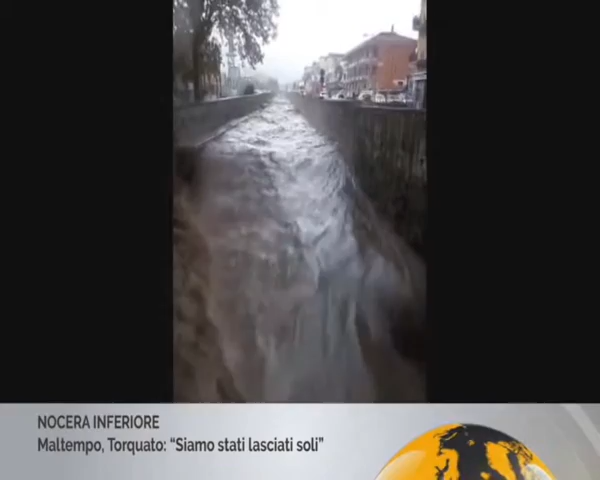 NOCERA INFERIORE
Maltempo, Torquato: “Siamo stati lasciati soli”